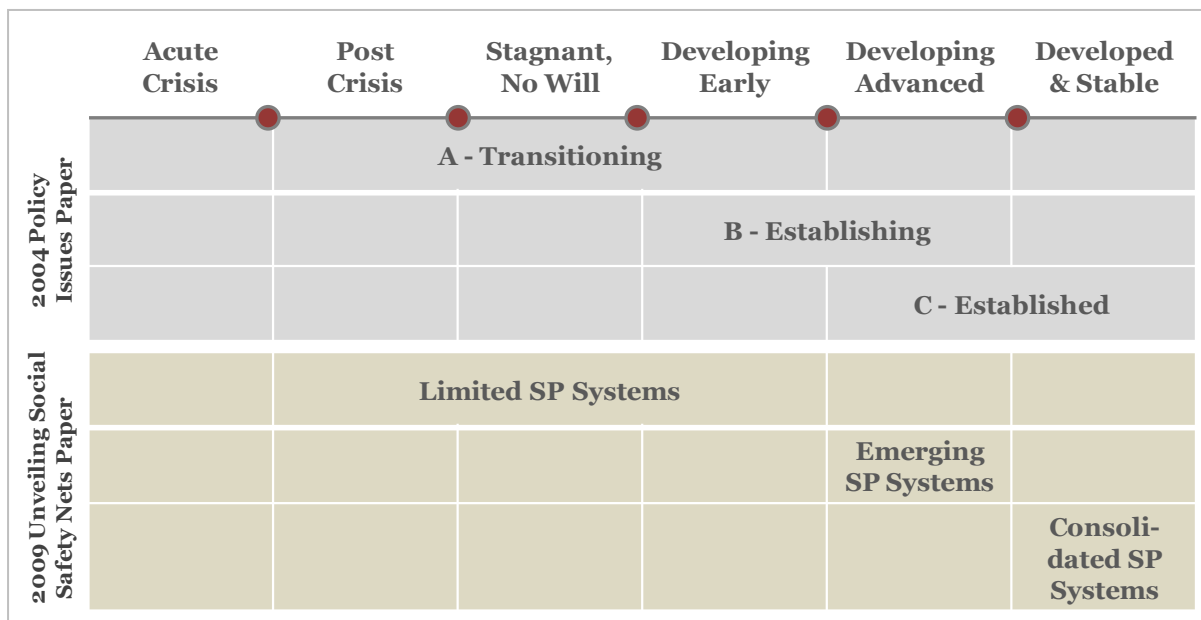 Acute
Crisis
Post
Crisis
Stagnant,
No Will
Developing
Early
Developing
Advanced
Developed
& Stable
2004 Policy
Issues Paper
A - Transitioning
B - Establishing
C - Established
2009 Unveiling Social
Safety Nets Paper
Limited SP Systems
Emerging
SP Systems
Consoli-
dated SP
Systems